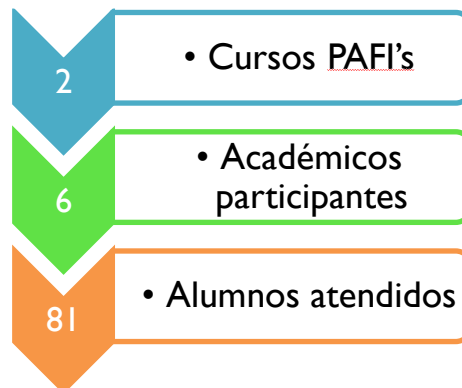 2
• Cursos PAFI's
6
• Académicos
participantes
81
• Alumnos atendidos